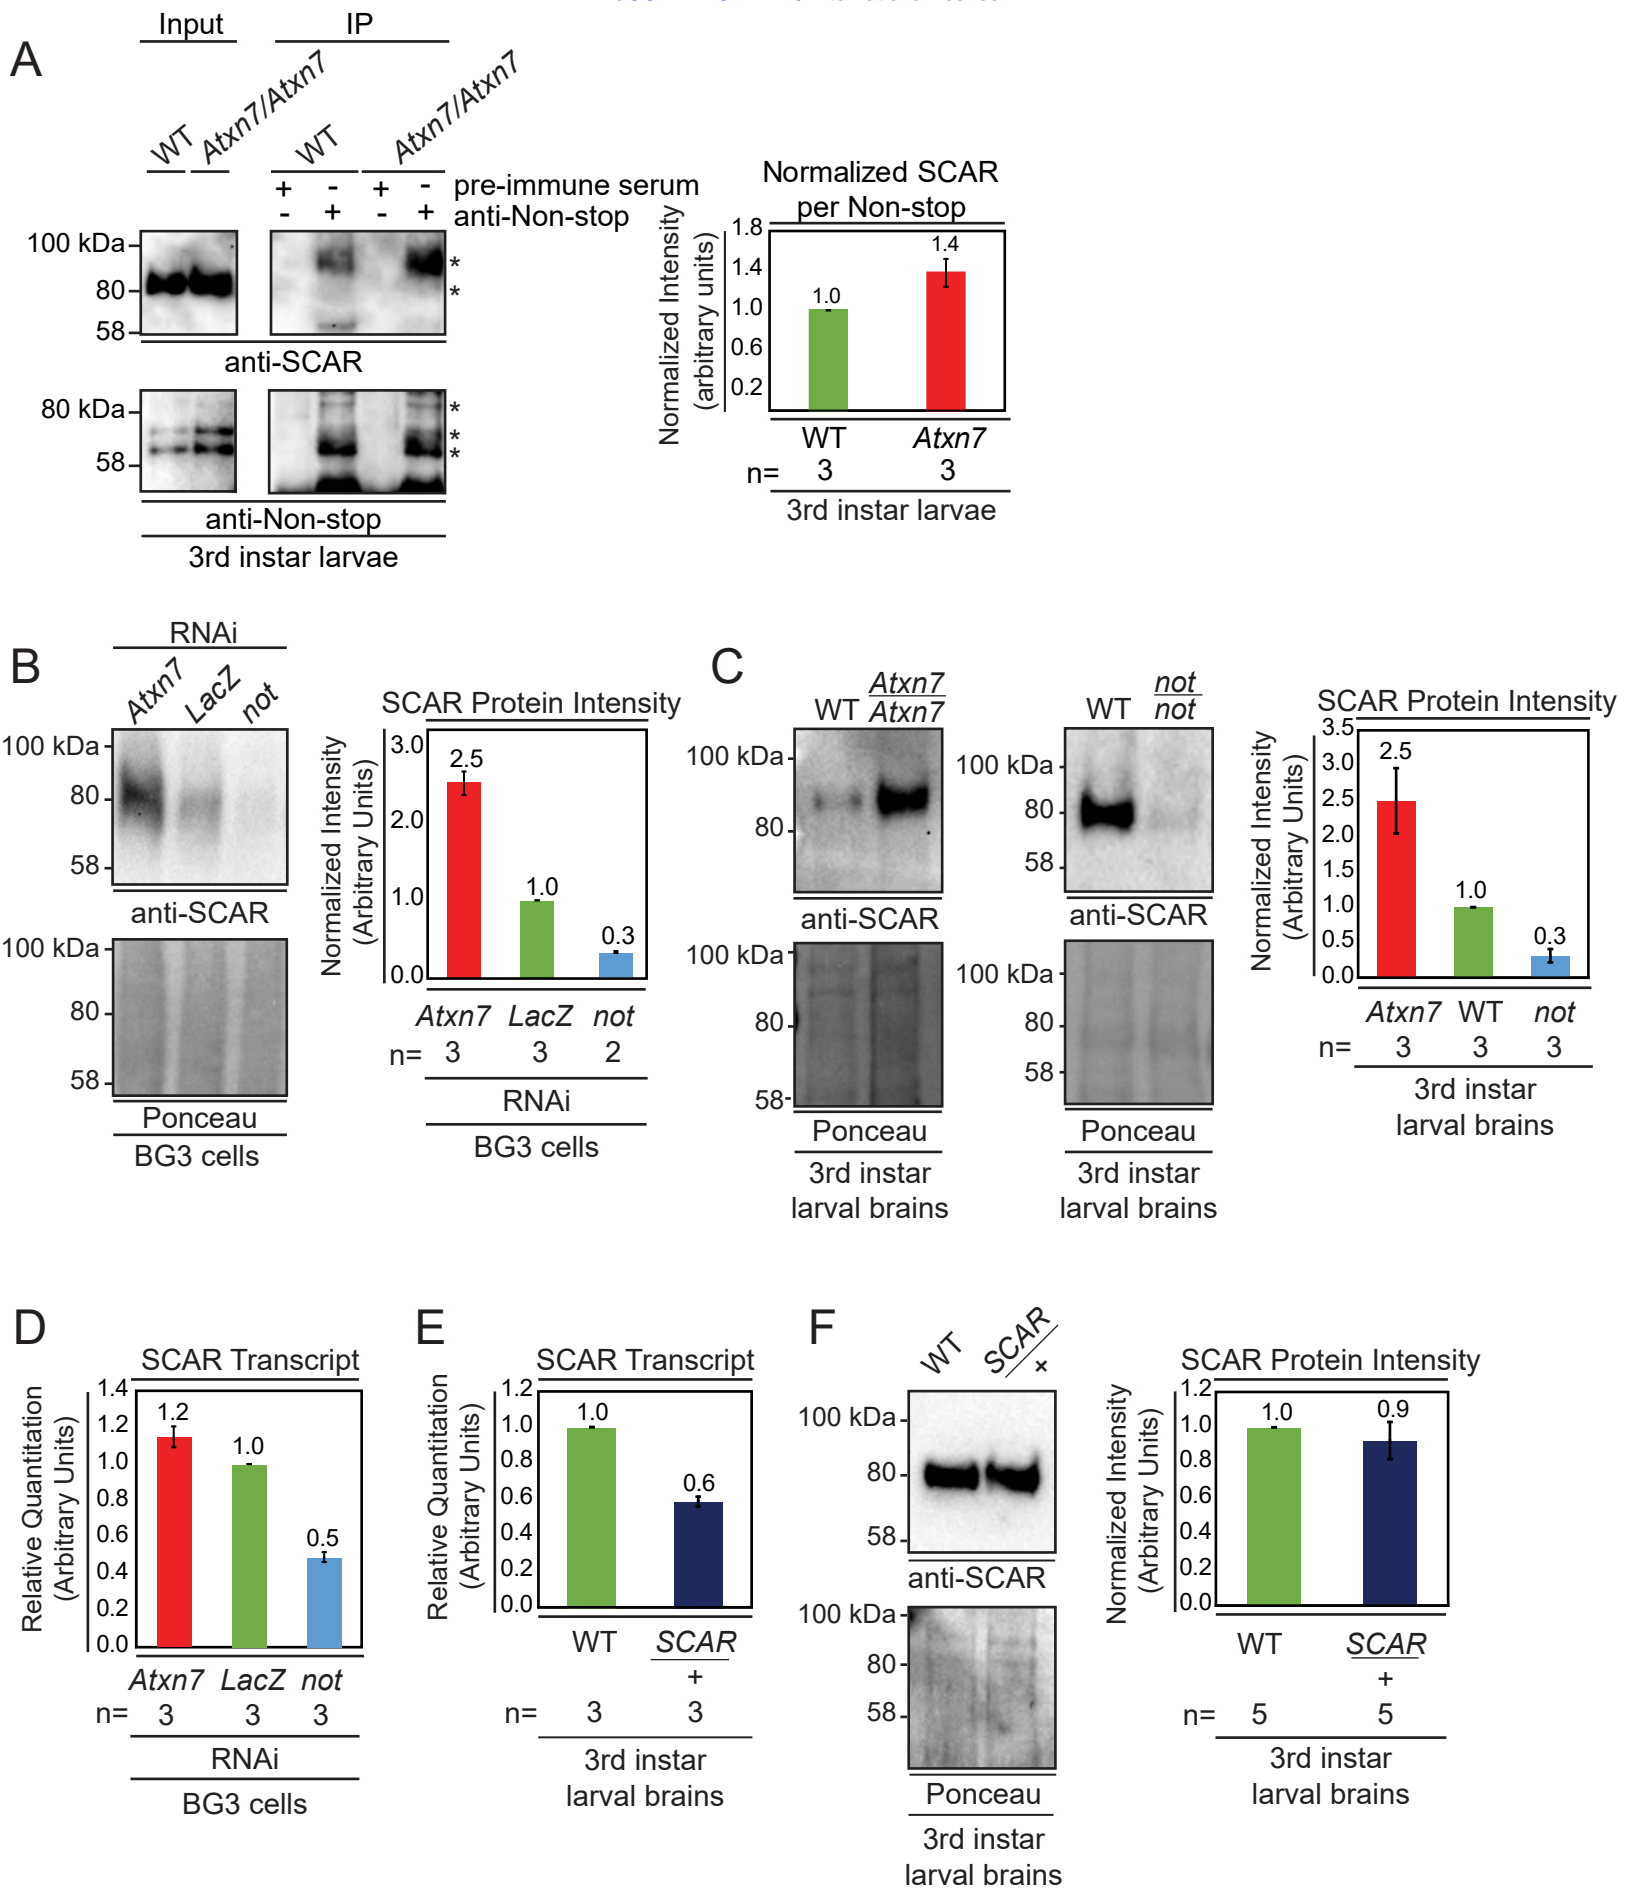 A
Input
IP
WT
Atxn7/Atxn7
WT
Atxn7/Atxn7
+ - + - pre-immune serum
- + - + anti-Non-stop
100 kDa
80
58
*
*
anti-SCAR
80 kDa
58
*
*
*
anti-Non-stop
3rd instar larvae
Normalized SCAR
per Non-stop
Normalized Intensity
(arbitrary units)
1.8
1.4
1.0
0.6
0.2
1.0
1.4
WT Atxn7
n= 3 3
3rd instar larvae
B
RNAi
Atxn7 LacZ not
100 kDa
80
58
anti-SCAR
100 kDa
80
58
Ponceau
BG3 cells
SCAR Protein Intensity
Normalized Intensity
(Arbitrary Units)
3.0
2.0
1.0
0.0
2.5
1.0
0.3
Atxn7 LacZ not
n= 3 3 2
RNAi
BG3 cells
C
WT Atxn7
Atxn7
100 kDa
80
anti-SCAR
100 kDa
80
58
Ponceau
3rd instar
larval brains
WT not
not
100 kDa
80
58
anti-SCAR
100 kDa
80
58
Ponceau
3rd instar
larval brains
SCAR Protein Intensity
Normalized Intensity
(Arbitrary Units)
3.5
3.0
2.5
2.0
1.5
1.0
0.5
0.0
2.5
1.0
0.3
Atxn7 WT not
n= 3 3 3
3rd instar
larval brains
D
SCAR Transcript
Relative Quantitation
(Arbitrary Units)
1.4
1.2
1.0
0.8
0.6
0.4
0.2
0.0
1.2
1.0
0.5
Atxn7 LacZ not
n= 3 3 3
RNAi
BG3 cells
E
SCAR Transcript
Relative Quantitation
(Arbitrary Units)
1.2
1.0
0.8
0.6
0.4
0.2
0.0
1.0
0.6
WT SCAR
+
n= 3 3
3rd instar
larval brains
F
WT SCAR
+
100 kDa
80
58
anti-SCAR
100 kDa
80
58
Ponceau
3rd instar
larval brains
SCAR Protein Intensity
Normalized Intensity
(Arbitrary Units)
1.2
1.0
0.8
0.6
0.4
0.2
0.0
1.0
0.9
WT SCAR
+
n= 5 5
3rd instar
larval brains